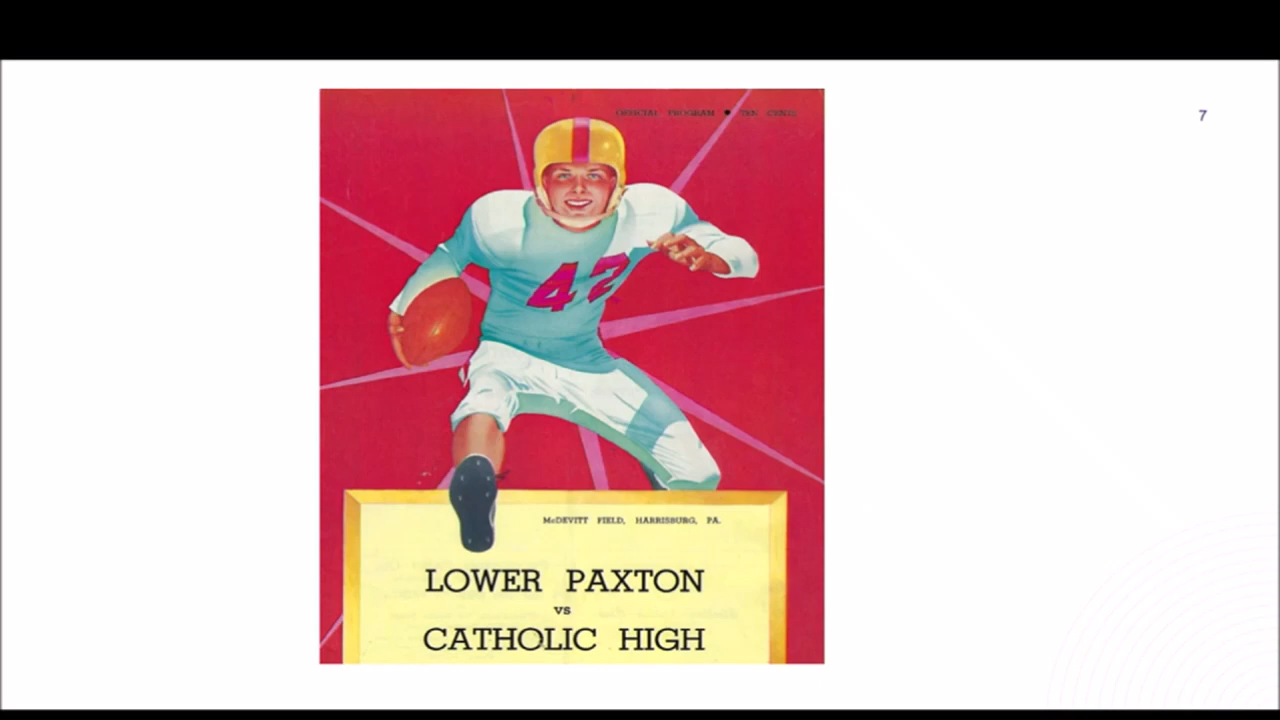 7
OFFICIAL PROGRAM • TEN CENTS
42
McDEVITT FIELD, HARRISBURG, PA.
LOWER PAXTON
VS
CATHOLIC HIGH